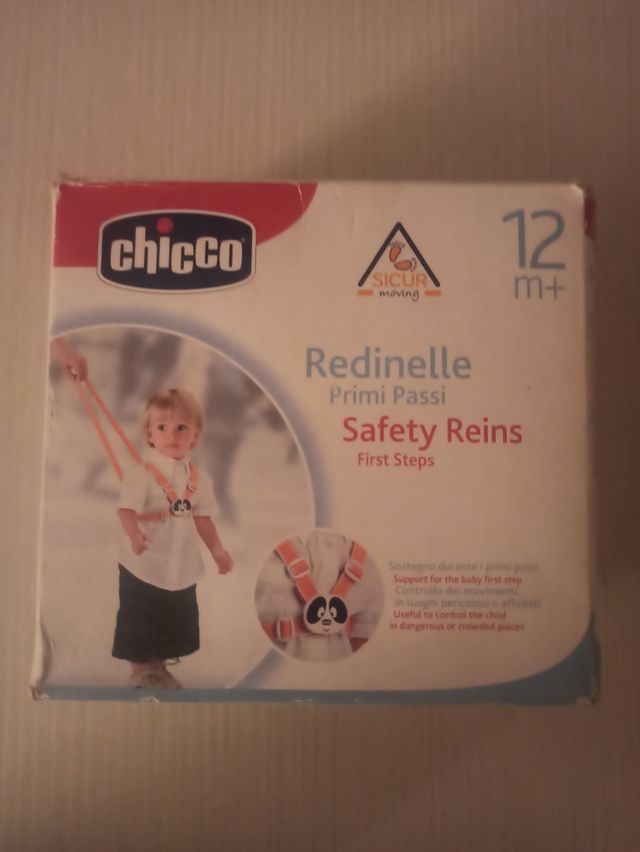 chicco
SICUR
moving
12
m+
Redinelle
Primi Passi
Safety Reins
First Steps
Sostegno durante i primi passi
Support for the baby first step
Controllo dei movimenti
in luoghi pericolosi o affollati
Useful to control the child
in dangerous or crowded places